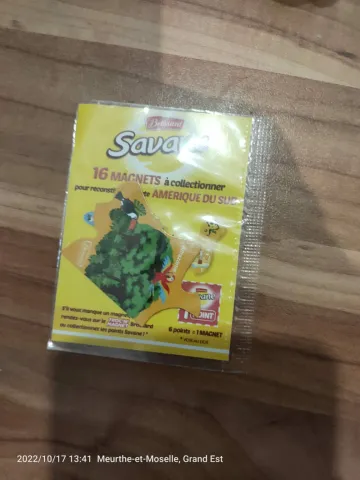 Brossard
Savane
16 MAGNETS à collectionner
pour reconstituer la carte AMERIQUE DU SUD
S'il vous manque un magnet,
rendez-vous sur le
ou collectionnez les points Savane ! *
POINT
6 points = 1 MAGNET
2022/10/17 13:41 Meurthe-et-Moselle, Grand Est